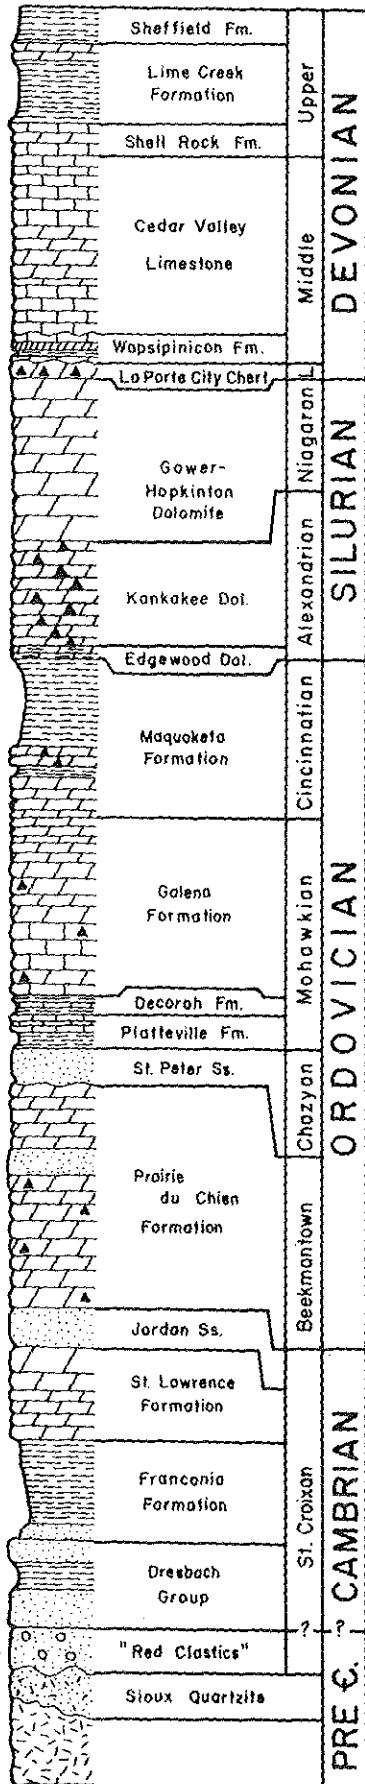 Sheffield Fm.
Lime Creek
Formation
Shell Rock Fm.
Cedar Valley
Limestone
Wapsipinicon Fm.
La Porte City Chert
Gower-
Hopkinton
Dolomite
Kankakee Dol.
Edgewood Dol.
Maquoketa
Formation
Galena
Formation
Decorah Fm.
Platteville Fm.
St. Peter Ss.
Prairie
du Chien
Formation
Jordan Ss.
St. Lawrence
Formation
Franconia
Formation
Dresbach
Group
"Red Clastics"
Sioux Quartzite
Upper
Middle
L.
Niagaran
Alexandrian
Cincinnatian
Mohawkian
Chazyan
Beekmantown
St. Croixan
?
?
DEVONIAN
SILURIAN
ORDOVICIAN
CAMBRIAN
PRE Ꞓ.